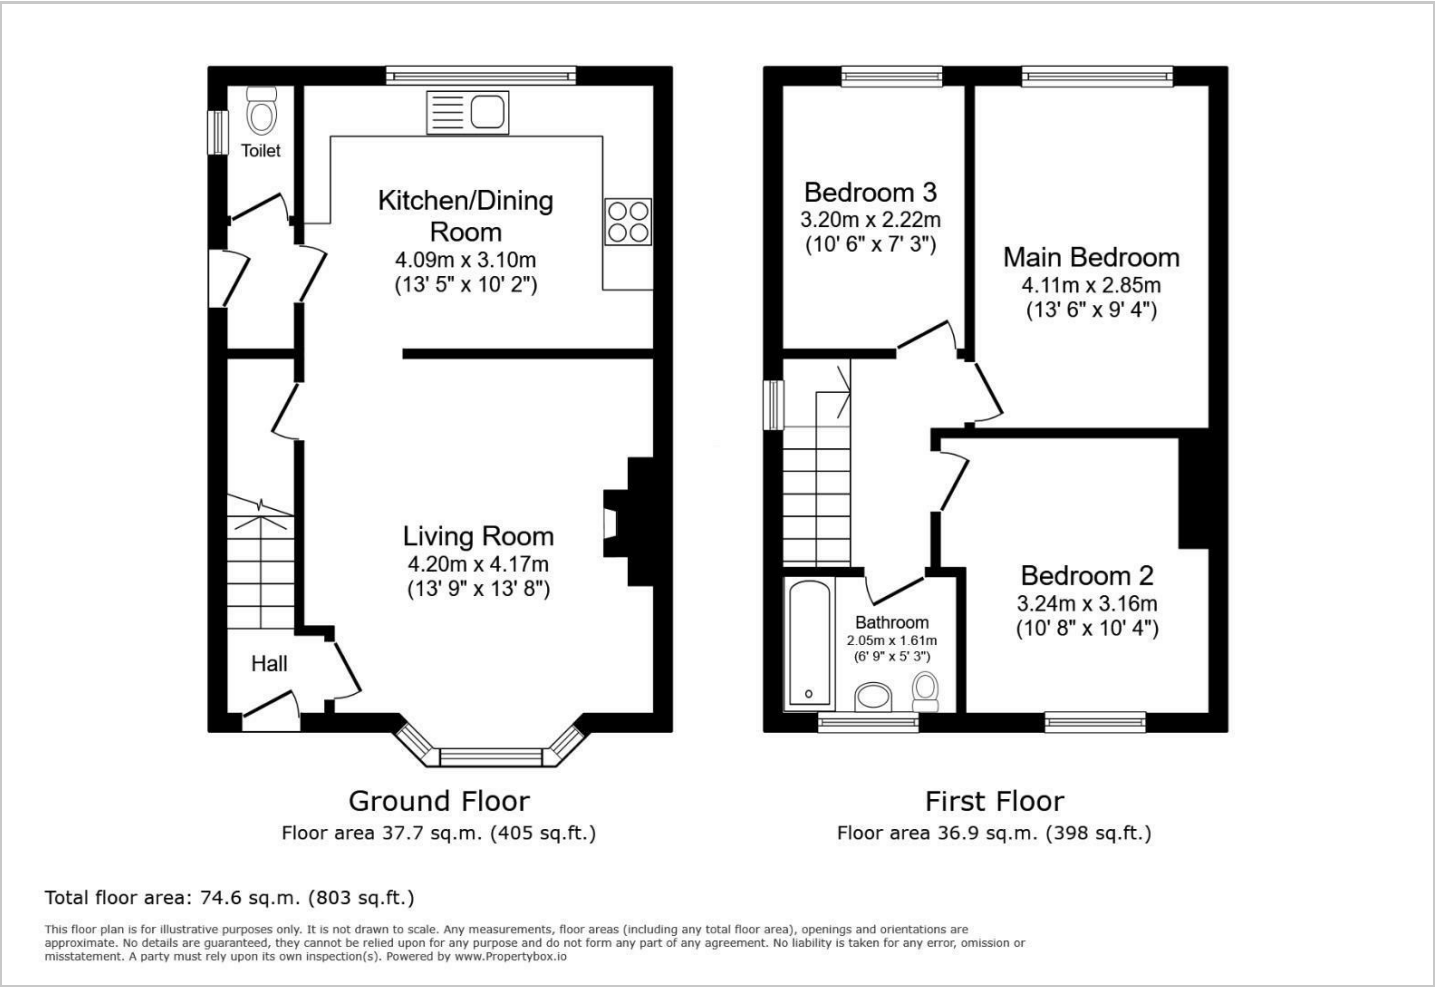 Toilet
Kitchen/Dining
Room
4.09m x 3.10m
(13' 5" x 10' 2")
Living Room
4.20m x 4.17m
(13' 9" x 13' 8")
Hall
Bedroom 3
3.20m x 2.22m
(10' 6" x 7' 3")
Main Bedroom
4.11m x 2.85m
(13' 6" x 9' 4")
Bedroom 2
3.24m x 3.16m
(10' 8" x 10' 4")
Bathroom
2.05m x 1.61m
(6' 9" x 5' 3")
Ground Floor
Floor area 37.7 sq.m. (405 sq.ft.)
First Floor
Floor area 36.9 sq.m. (398 sq.ft.)
Total floor area: 74.6 sq.m. (803 sq.ft.)
This floor plan is for illustrative purposes only. It is not drawn to scale. Any measurements, floor areas (including any total floor area), openings and orientations are
approximate. No details are guaranteed, they cannot be relied upon for any purpose and do not form any part of any agreement. No liability is taken for any error, omission or
misstatement. A party must rely upon its own inspection(s). Powered by www.Propertybox.io